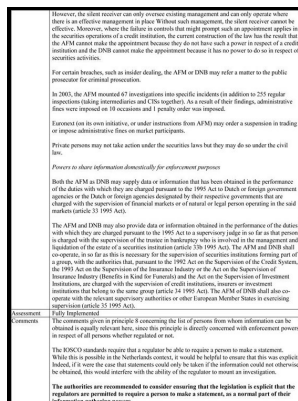 However, the silent receiver can only oversee existing management and can only operate where
there is an effective management in place Without such management, the silent receiver cannot be
effective. Moreover, where the failure in controls that might prompt such an appointment applies in
the securities operations of a credit institution, the current construction of the law has the result that
the AFM cannot make the appointment because they do not have such a power in respect of a credit
institution and the DNB cannot make the appointment because it has no power to do so in respect of
securities activities.
For certain breaches, such as insider dealing, the AFM or DNB may refer a matter to the public
prosecutor for criminal prosecution.
In 2003, the AFM mounted 67 investigations into specific incidents (in addition to 255 regular
inspections (taking intermediaries and CISs together). As a result of their findings, administrative
fines were imposed on 10 occasions and 1 penalty order was imposed.
Euronext (on its own initiative, or under instructions from AFM) may order a suspension in trading
or impose administrative fines on market participants.
Private persons may not take action under the securities laws but they may do so under the civil
law.
Powers to share information domestically for enforcement purposes
Both the AFM as DNB may supply data or information that has been obtained in the performance
of the duties with which they are charged pursuant to the 1995 Act to Dutch or foreign government
agencies or the Dutch or foreign agencies designated by their respective governments that are
charged with the supervision of financial markets or of natural or legal person operating in the said
markets (article 33 1995 Act).
The AFM and DNB may also provide data or information obtained in the performance of the duties
with which they are charged pursuant to the 1995 Act to a supervisory judge in so far as that person
is charged with the supervision of the trustee in bankruptcy who is involved in the management and
liquidation of the estate of a securities institution (article 33b 1995 Act). The AFM and DNB shall
co-operate, in so far as this is necessary for the supervision of securities institutions forming part of
a group, with the authorities that, pursuant to the 1992 Act on the Supervision of the Credit System,
the 1993 Act on the Supervision of the Insurance Industry or the Act on the Supervision of
Insurance Industry (Benefits in Kind for Funerals) and the Act on the Supervision of Investment
Institutions, are charged with the supervision of credit institutions, insurers or investment
institutions that belong to the same group (article 34 1995 Act). The AFM of DNB shall also co-
operate with the relevant supervisory authorities or other European Member States in exercising
supervision (article 35 1995 Act).
Assessment Fully Implemented
Comments The comments given in principle 8 concerning the list of persons from whom information can be
obtained is equally relevant here, since this principle is directly concerned with enforcement powers
in respect of all persons whether regulated or not.
The IOSCO standards require that a regulator be able to require a person to make a statement.
While this is possible in the Netherlands context, it would be helpful to ensure that this was explicit.
Indeed, if it were the case that statements could only be taken if the information could not otherwise
be obtained, this would interfere with the ability of the regulator to mount an investigation.
The authorities are recommended to consider ensuring that the legislation is explicit that the
regulators are permitted to require a person to make a statement, as a normal part of their
information gathering powers.